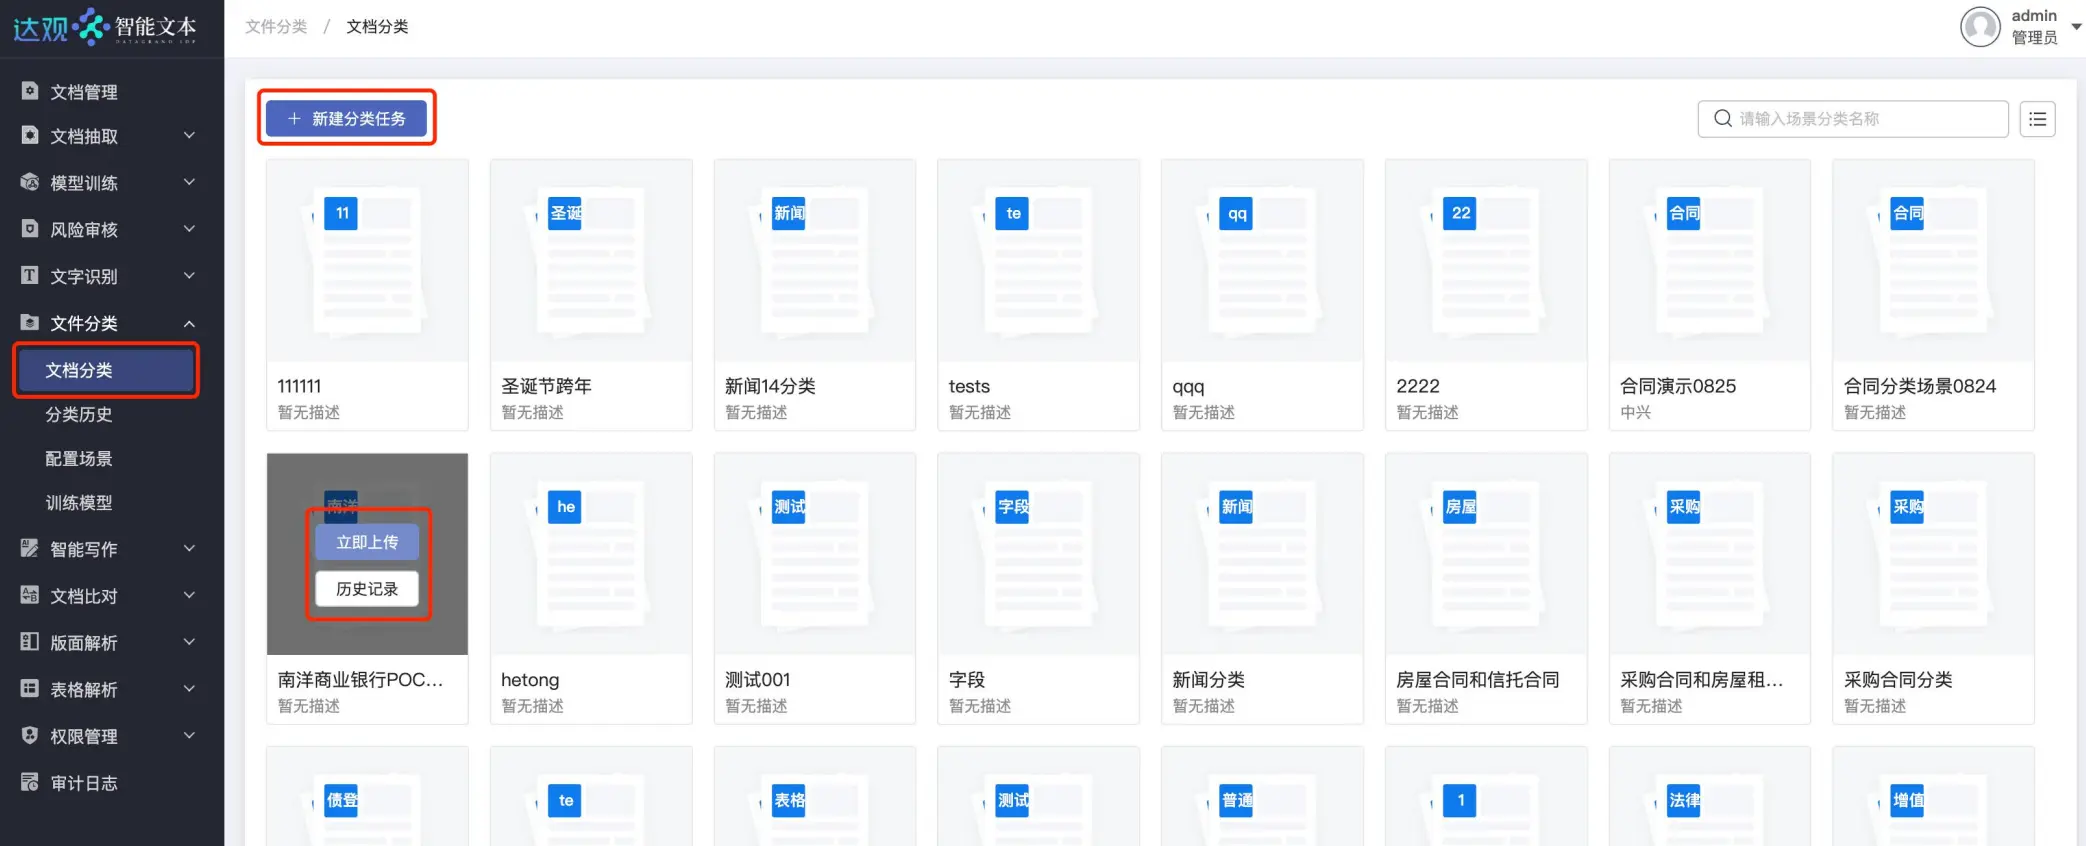 达观 智能文本
DATAGRAND IDP
文件分类 / 文档分类
admin
管理员
文档管理
文档抽取
模型训练
风险审核
文字识别
文件分类
文档分类
分类历史
配置场景
训练模型
智能写作
文档比对
版面解析
表格解析
权限管理
审计日志
+ 新建分类任务
请输入场景分类名称
11
圣诞
新闻
te
qq
22
合同
合同
111111
圣诞节跨年
新闻14分类
tests
qqq
2222
合同演示0825
合同分类场景0824
暂无描述
暂无描述
暂无描述
暂无描述
暂无描述
暂无描述
中兴
暂无描述
南洋
立即上传
历史记录
he
测试
字段
新闻
房屋
采购
采购
南洋商业银行POC...
hetong
测试001
字段
新闻分类
房屋合同和信托合同
采购合同和房屋租...
采购合同分类
暂无描述
暂无描述
暂无描述
暂无描述
暂无描述
暂无描述
暂无描述
暂无描述
债登
te
表格
测试
普通
1
法律
增值